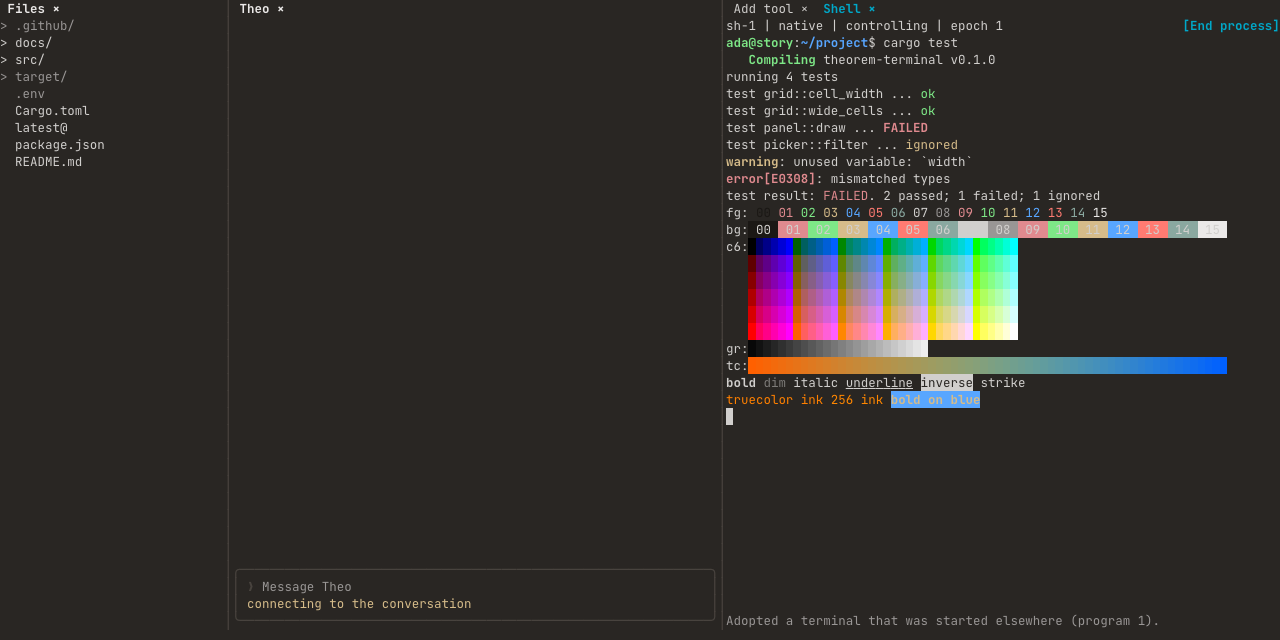 Files ×
> .github/
> docs/
> src/
> target/
.env
Cargo.toml
latest@
package.json
README.md
Theo ×
⟩ Message Theo
connecting to the conversation
Add tool × Shell ×
sh-1 | native | controlling | epoch 1 [End process]
ada@story:~/project$ cargo test
Compiling theorem-terminal v0.1.0
running 4 tests
test grid::cell_width ... ok
test grid::wide_cells ... ok
test panel::draw ... FAILED
test picker::filter ... ignored
warning: unused variable: `width`
error[E0308]: mismatched types
test result: FAILED. 2 passed; 1 failed; 1 ignored
fg: 00 01 02 03 04 05 06 07 08 09 10 11 12 13 14 15
bg: 00 01 02 03 04 05 06 08 09 10 11 12 13 14 15
c6:
gr:
tc:
bold dim italic underline inverse strike
truecolor ink 256 ink bold on blue
Adopted a terminal that was started elsewhere (program 1).